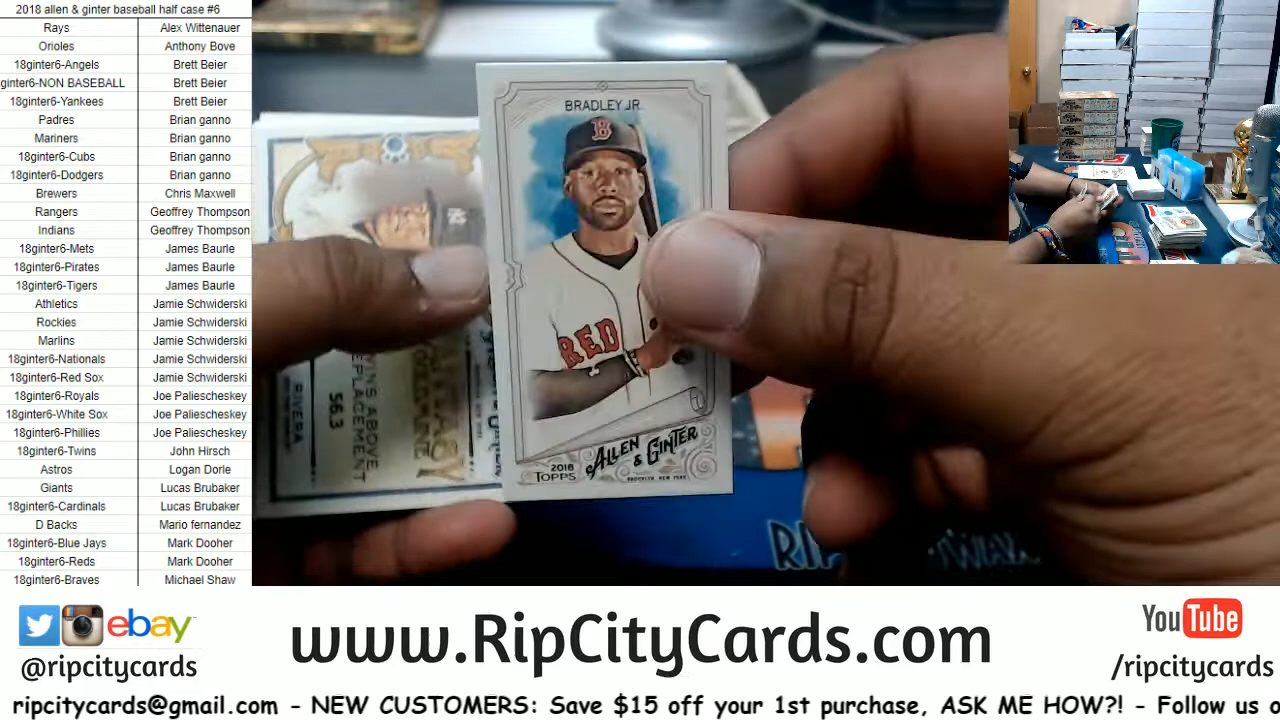 2018 allen & ginter baseball half case #6
Rays Alex Wittenauer
Orioles Anthony Bove
18ginter6-Angels Brett Beier
ginter6-NON BASEBALL Brett Beier
18ginter6-Yankees Brett Beier
Padres Brian ganno
Mariners Brian ganno
18ginter6-Cubs Brian ganno
18ginter6-Dodgers Brian ganno
Brewers Chris Maxwell
Rangers Geoffrey Thompson
Indians Geoffrey Thompson
18ginter6-Mets James Baurle
18ginter6-Pirates James Baurle
18ginter6-Tigers James Baurle
Athletics Jamie Schwiderski
Rockies Jamie Schwiderski
Marlins Jamie Schwiderski
18ginter6-Nationals Jamie Schwiderski
18ginter6-Red Sox Jamie Schwiderski
18ginter6-Royals Joe Paliescheskey
18ginter6-White Sox Joe Paliescheskey
18ginter6-Phillies Joe Paliescheskey
18ginter6-Twins John Hirsch
Astros Logan Dorle
Giants Lucas Brubaker
18ginter6-Cardinals Lucas Brubaker
D Backs Mario fernandez
18ginter6-Blue Jays Mark Dooher
18ginter6-Reds Mark Dooher
18ginter6-Braves Michael Shaw
BRADLEY JR.
B
RED
ALLEN
& GINTER
2018
TOPPS
BROOKLYN, NEW YORK
WINS ABOVE
REPLACEMENT
56.3
RIVERA
RIP
ebay
@ripcitycards
www.RipCityCards.com
YouTube
/ripcitycards
ripcitycards@gmail.com - NEW CUSTOMERS: Save $15 off your 1st purchase, ASK ME HOW?! - Follow us o